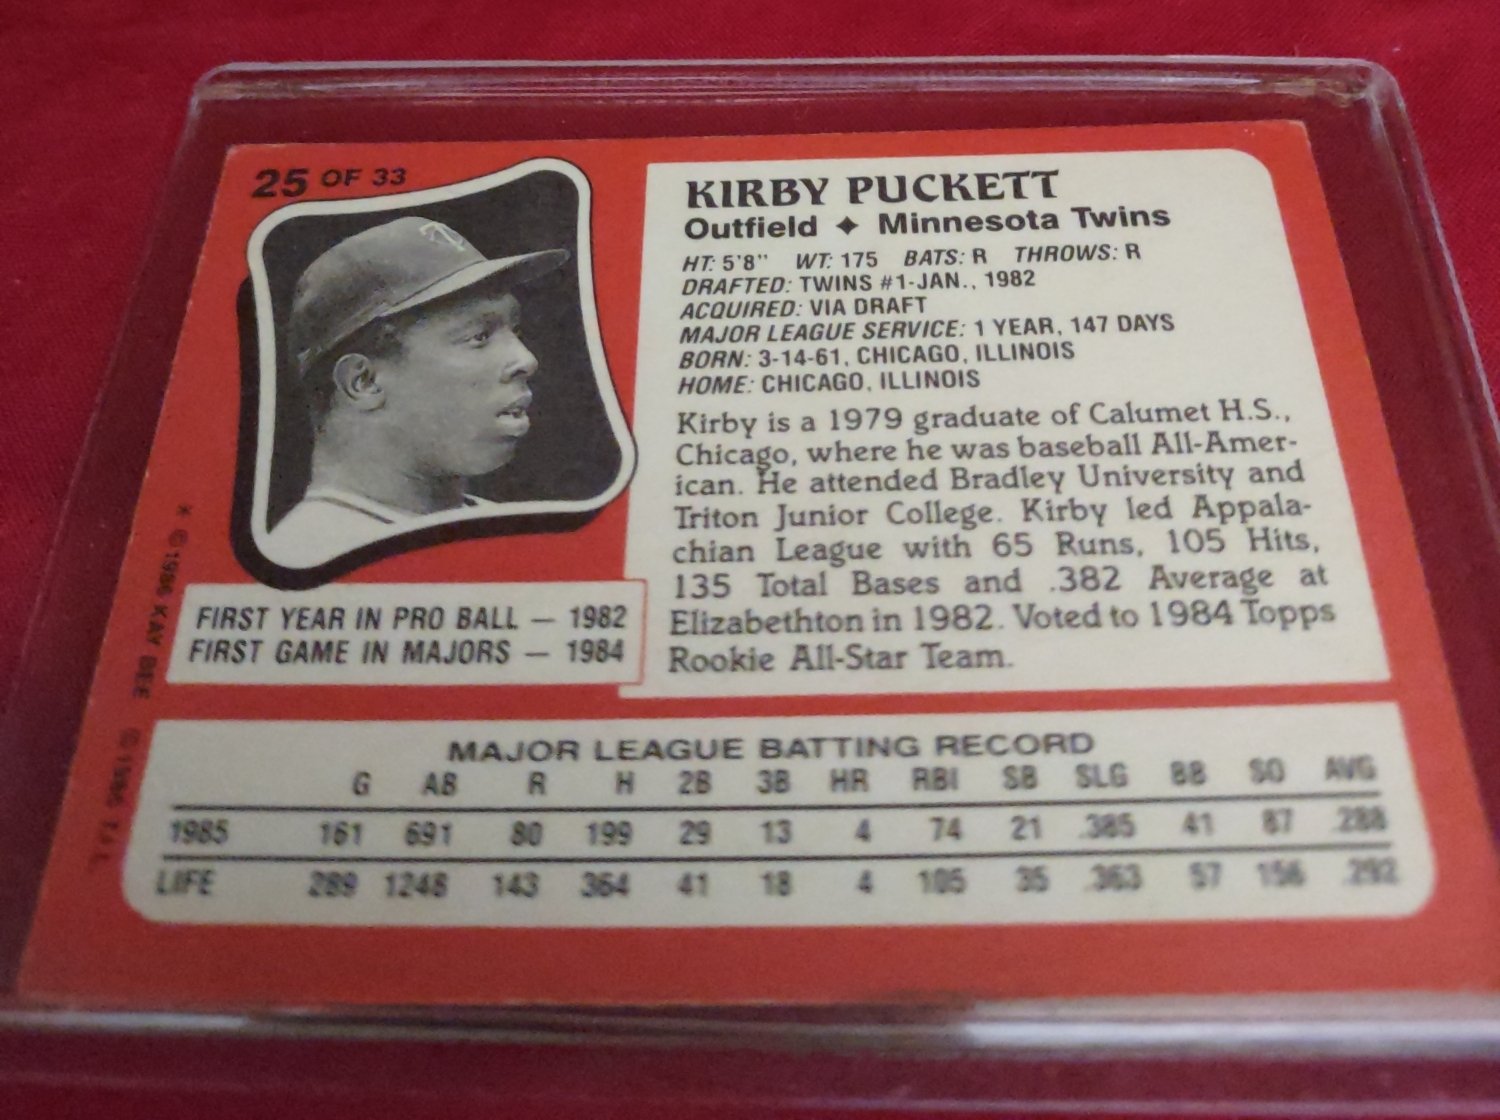 25 OF 33
KIRBY PUCKETT
Outfield ✦ Minnesota Twins
HT: 5'8" WT: 175 BATS: R THROWS: R
DRAFTED: TWINS #1-JAN., 1982
ACQUIRED: VIA DRAFT
MAJOR LEAGUE SERVICE: 1 YEAR, 147 DAYS
BORN: 3-14-61, CHICAGO, ILLINOIS
HOME: CHICAGO, ILLINOIS
Kirby is a 1979 graduate of Calumet H.S.,
Chicago, where he was baseball All-Amer-
ican. He attended Bradley University and
Triton Junior College. Kirby led Appala-
chian League with 65 Runs, 105 Hits,
135 Total Bases and .382 Average at
Elizabethton in 1982. Voted to 1984 Topps
Rookie All-Star Team.
FIRST YEAR IN PRO BALL — 1982
FIRST GAME IN MAJORS — 1984
* © 1986 KAY BEE © 1986
MAJOR LEAGUE BATTING RECORD
G AB R H 2B 3B HR RBI SB SLG BB SO AVG
1985 161 691 80 199 29 13 4 74 21 .385 41 87 .288
LIFE 289 1248 143 364 41 18 4 105 35 .363 57 156 .292
T